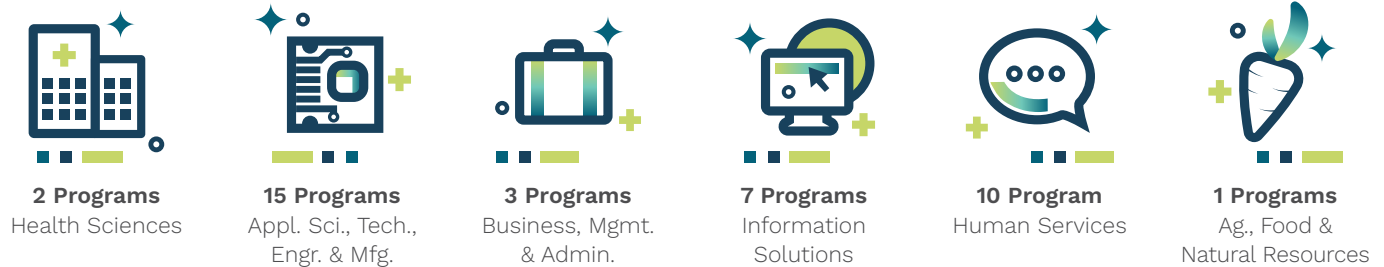 2 Programs
Health Sciences
15 Programs
Appl. Sci., Tech.,
Engr. & Mfg.
3 Programs
Business, Mgmt.
& Admin.
7 Programs
Information
Solutions
10 Program
Human Services
1 Programs
Ag., Food &
Natural Resources